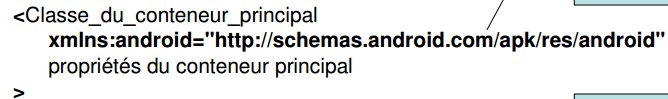 <Classe_du_conteneur_principal
xmlns:android="http://schemas.android.com/apk/res/android"
propriétés du conteneur principal
>